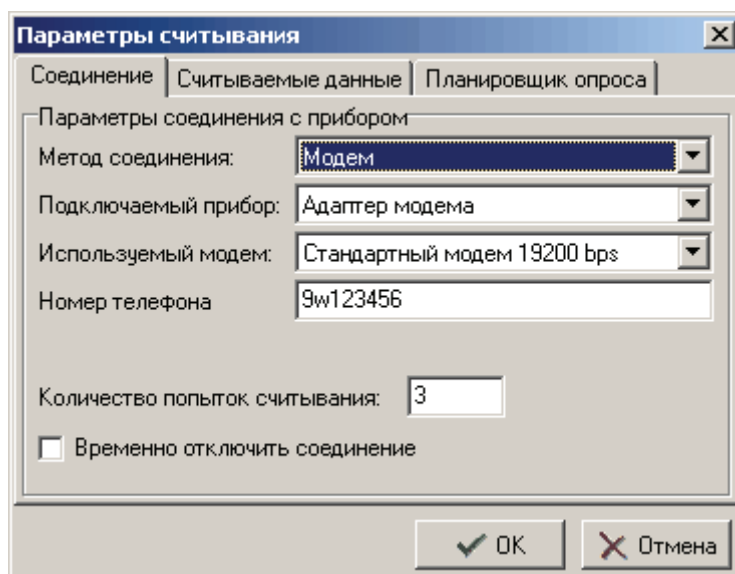 Параметры считывания
Соединение Считываемые данные Планировщик опроса
Параметры соединения с прибором
Метод соединения: Модем
Подключаемый прибор: Адаптер модема
Используемый модем: Стандартный модем 19200 bps
Номер телефона 9w123456
Количество попыток считывания: 3
Временно отключить соединение
OK Отмена